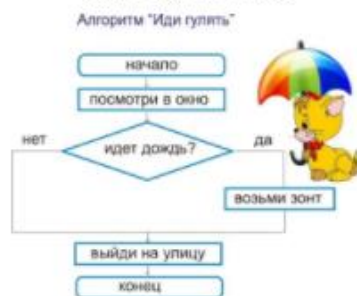 Алгоритм "Иди гулять"
начало
посмотри в окно
нет
идет дождь?
да
возьми зонт
выйди на улицу
конец